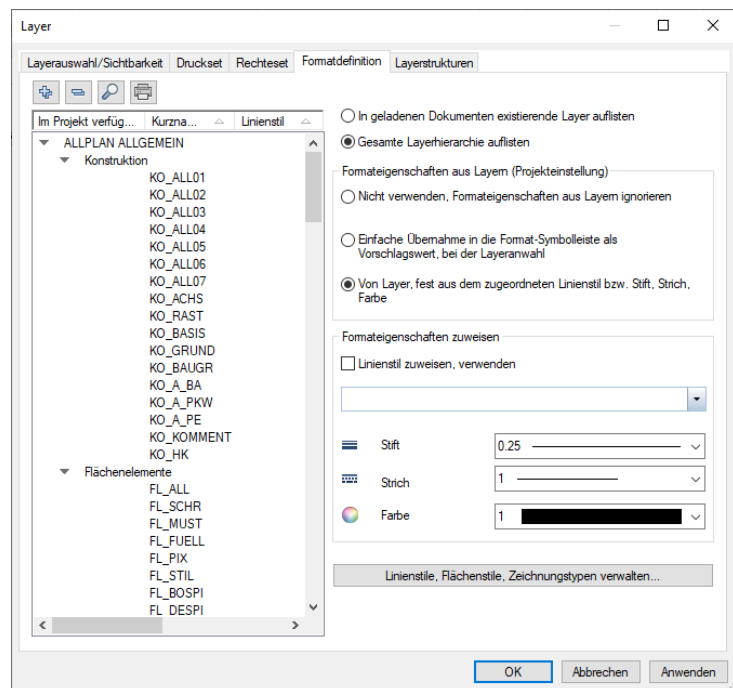 Layer
Layerauswahl/Sichtbarkeit Druckset Rechteset Formatdefinition Layerstrukturen
Im Projekt verfüg... Kurzna... Linienstil
ALLPLAN ALLGEMEIN
Konstruktion
KO_ALL01
KO_ALL02
KO_ALL03
KO_ALL04
KO_ALL05
KO_ALL06
KO_ALL07
KO_ACHS
KO_RAST
KO_BASIS
KO_GRUND
KO_BAUGR
KO_A_BA
KO_A_PKW
KO_A_PE
KO_KOMMENT
KO_HK
Flächenelemente
FL_ALL
FL_SCHR
FL_MUST
FL_FUELL
FL_PIX
FL_STIL
FL_BOSPI
FL_DESPI
In geladenen Dokumenten existierende Layer auflisten
Gesamte Layerhierarchie auflisten
Formateigenschaften aus Layern (Projekteinstellung)
Nicht verwenden, Formateigenschaften aus Layern ignorieren
Einfache Übernahme in die Format-Symbolleiste als
Vorschlagswert, bei der Layeranwahl
Von Layer, fest aus dem zugeordneten Linienstil bzw. Stift, Strich,
Farbe
Formateigenschaften zuweisen
Linienstil zuweisen, verwenden
Stift 0.25
Strich 1
Farbe 1
Linienstile, Flächenstile, Zeichnungstypen verwalten...
OK Abbrechen Anwenden